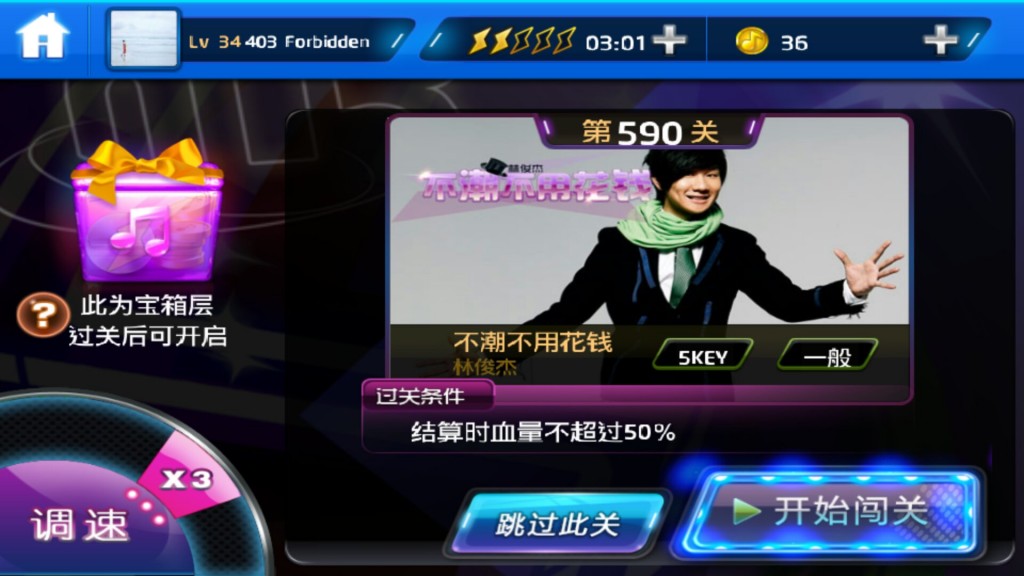 Lv 34 403 Forbidden
03:01
36
第590关
林俊杰
不潮不用花钱
此为宝箱层
过关后可开启
?
不潮不用花钱
林俊杰
5KEY
一般
过关条件
结算时血量不超过50%
X3
调速
跳过此关
开始闯关